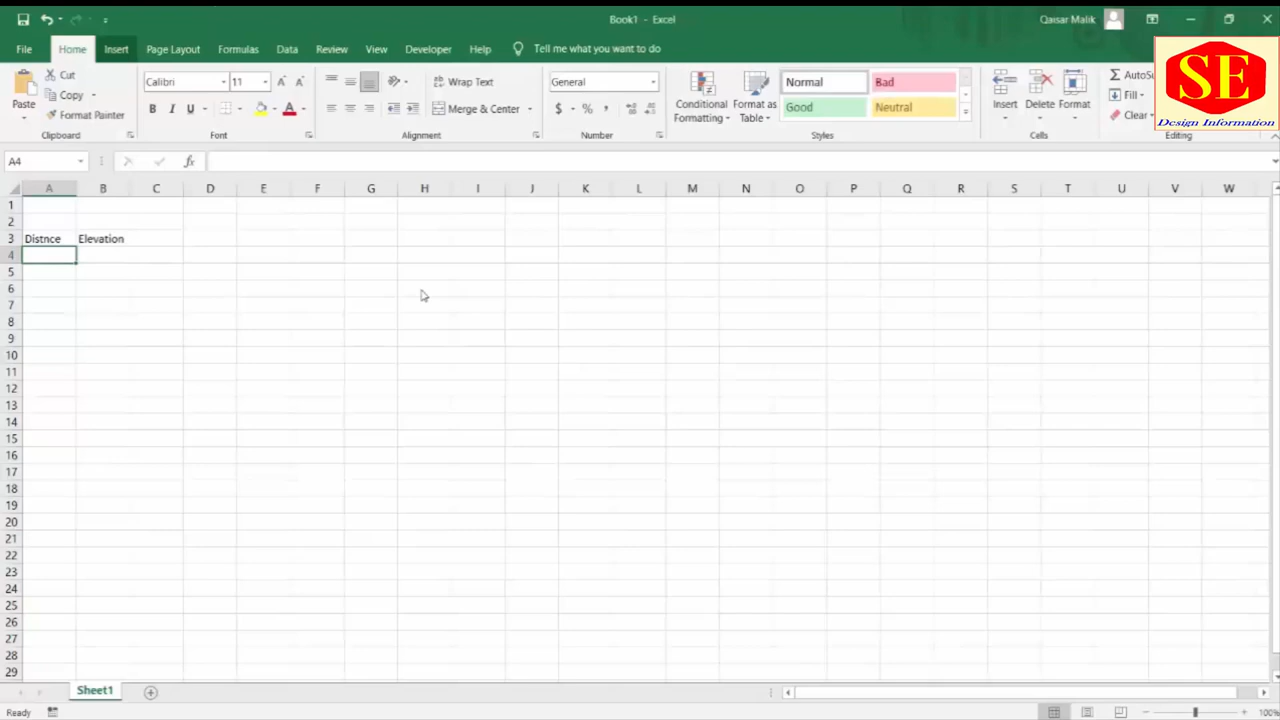 Book1 - Excel
Qaisar Malik
File Home Insert Page Layout Formulas Data Review View Developer Help Tell me what you want to do
SE
Design Information
Paste
Cut
Copy
Format Painter
Clipboard
Calibri 11
B I U
A
Font
Wrap Text
Merge & Center
Alignment
General
$ % ,
Number
Conditional Formatting
Format as Table
Normal Bad
Good Neutral
Styles
Insert Delete Format
Cells
AutoSu
Fill
Clear
Editing
A4
fx
A B C D E F G H I J K L M N O P Q R S T U V W
1
2
3 Distnce Elevation
4
5
6
7
8
9
10
11
12
13
14
15
16
17
18
19
20
21
22
23
24
25
26
27
28
29
Sheet1
Ready
100%